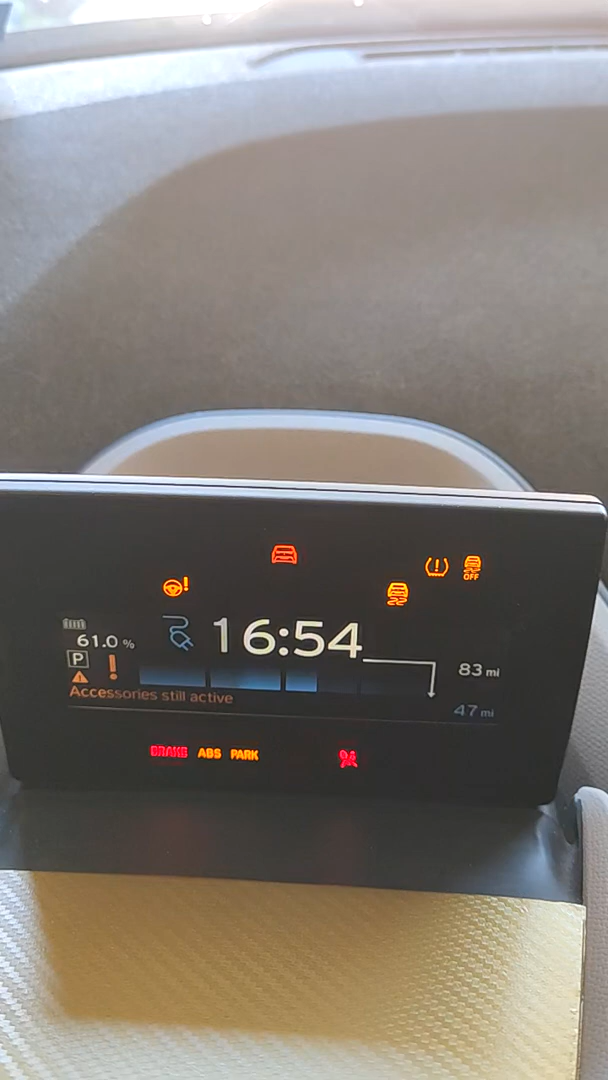 OFF
61.0 %
16:54
P
83 mi
Accessories still active
47 mi
BRAKE ABS PARK